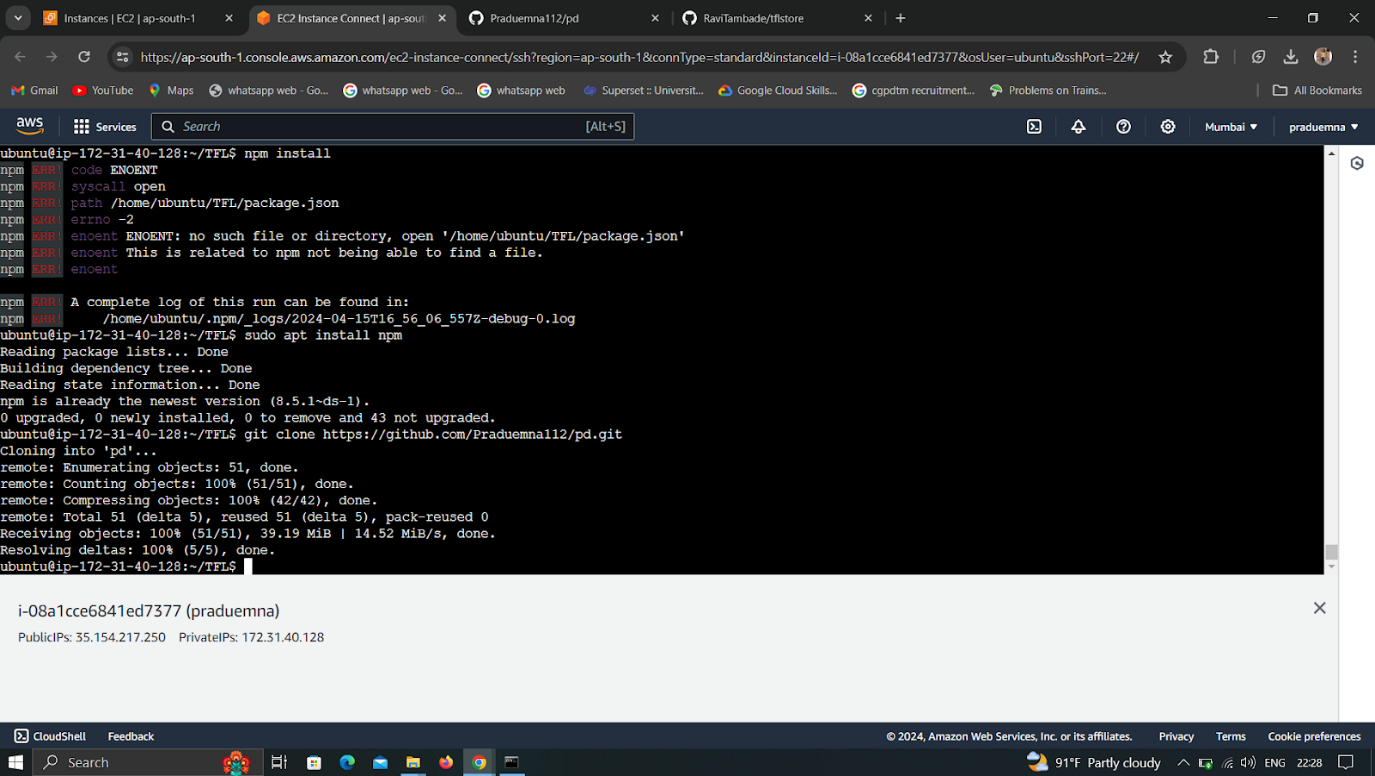 Instances | EC2 | ap-south-1
EC2 Instance Connect | ap-sout
Praduemna112/pd
RaviTambade/tflstore
https://ap-south-1.console.aws.amazon.com/ec2-instance-connect/ssh?region=ap-south-1&connType=standard&instanceId=i-08a1cce6841ed7377&osUser=ubuntu&sshPort=22#/
Gmail YouTube Maps whatsapp web - Go... whatsapp web - Go... whatsapp web Superset :: Universit... Google Cloud Skills... cgpdtm recruitment... Problems on Trains... All Bookmarks
aws Services Search [Alt+S] Mumbai praduemna
ubuntu@ip-172-31-40-128:~/TFL$ npm install
npm ERR! code ENOENT
npm ERR! syscall open
npm ERR! path /home/ubuntu/TFL/package.json
npm ERR! errno -2
npm ERR! enoent ENOENT: no such file or directory, open '/home/ubuntu/TFL/package.json'
npm ERR! enoent This is related to npm not being able to find a file.
npm ERR! enoent
npm ERR! A complete log of this run can be found in:
npm ERR!     /home/ubuntu/.npm/_logs/2024-04-15T16_56_06_557Z-debug-0.log
ubuntu@ip-172-31-40-128:~/TFL$ sudo apt install npm
Reading package lists... Done
Building dependency tree... Done
Reading state information... Done
npm is already the newest version (8.5.1~ds-1).
0 upgraded, 0 newly installed, 0 to remove and 43 not upgraded.
ubuntu@ip-172-31-40-128:~/TFL$ git clone https://github.com/Praduemna112/pd.git
Cloning into 'pd'...
remote: Enumerating objects: 51, done.
remote: Counting objects: 100% (51/51), done.
remote: Compressing objects: 100% (42/42), done.
remote: Total 51 (delta 5), reused 51 (delta 5), pack-reused 0
Receiving objects: 100% (51/51), 39.19 MiB | 14.52 MiB/s, done.
Resolving deltas: 100% (5/5), done.
ubuntu@ip-172-31-40-128:~/TFL$
i-08a1cce6841ed7377 (praduemna)
PublicIPs: 35.154.217.250 PrivateIPs: 172.31.40.128
CloudShell Feedback © 2024, Amazon Web Services, Inc. or its affiliates. Privacy Terms Cookie preferences
Search 91°F Partly cloudy ENG 22:28